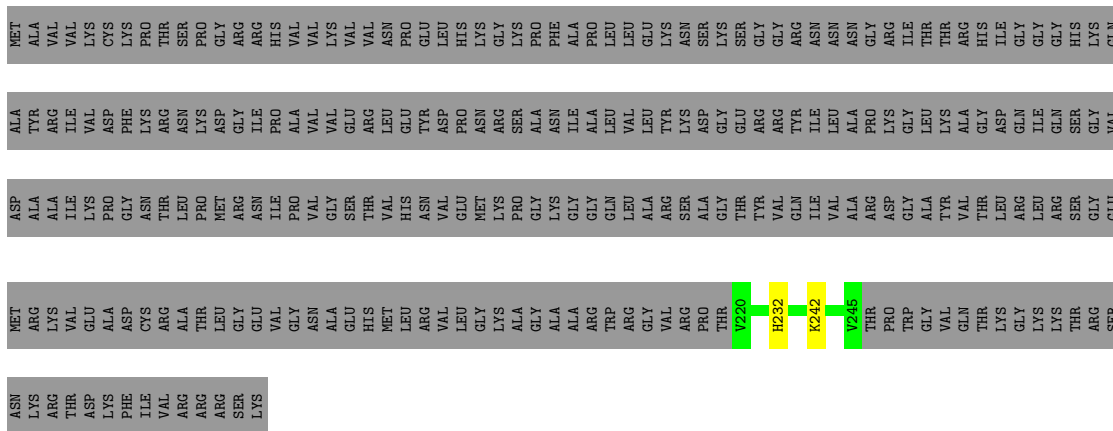 MET ALA VAL VAL LYS CYS LYS PRO THR SER PRO GLY ARG ARG HIS VAL VAL LYS VAL VAL ASN PRO GLU LEU HIS LYS GLY LYS PRO PHE ALA PRO LEU LEU GLU LYS ASN SER LYS SER GLY GLY ARG ASN ASN ASN GLY ARG ILE THR THR ARG HIS ILE GLY GLY GLY HIS LYS GLN
ALA TYR ARG ILE VAL ASP PHE LYS ARG ASN LYS ASP GLY ILE PRO ALA VAL VAL GLU ARG LEU GLU TYR ASP PRO ASN ARG SER ALA ASN ILE ALA LEU VAL LEU TYR LYS ASP GLY GLU ARG ARG TYR ILE LEU ALA PRO LYS GLY LEU LYS ALA GLY ASP GLN ILE GLN SER GLY VAL
ASP ALA ALA ILE LYS PRO GLY ASN THR LEU PRO MET ARG ASN ILE PRO VAL GLY SER THR VAL HIS ASN VAL GLU MET LYS PRO GLY LYS GLY GLY GLN LEU ALA ARG SER ALA GLY THR TYR VAL GLN ILE VAL ALA ARG ASP GLY ALA TYR VAL THR LEU ARG LEU ARG SER GLY GLU
MET ARG LYS VAL GLU ALA ASP CYS ARG ALA THR LEU GLY GLU VAL GLY ASN ALA GLU HIS MET LEU ARG VAL LEU GLY LYS ALA GLY ALA ALA ARG TRP ARG GLY VAL ARG PRO THR V220 H232 K242 V245 THR PRO TRP GLY VAL GLN THR LYS GLY LYS LYS THR ARG SER
ASN LYS ARG THR ASP LYS PHE ILE VAL ARG ARG ARG SER LYS